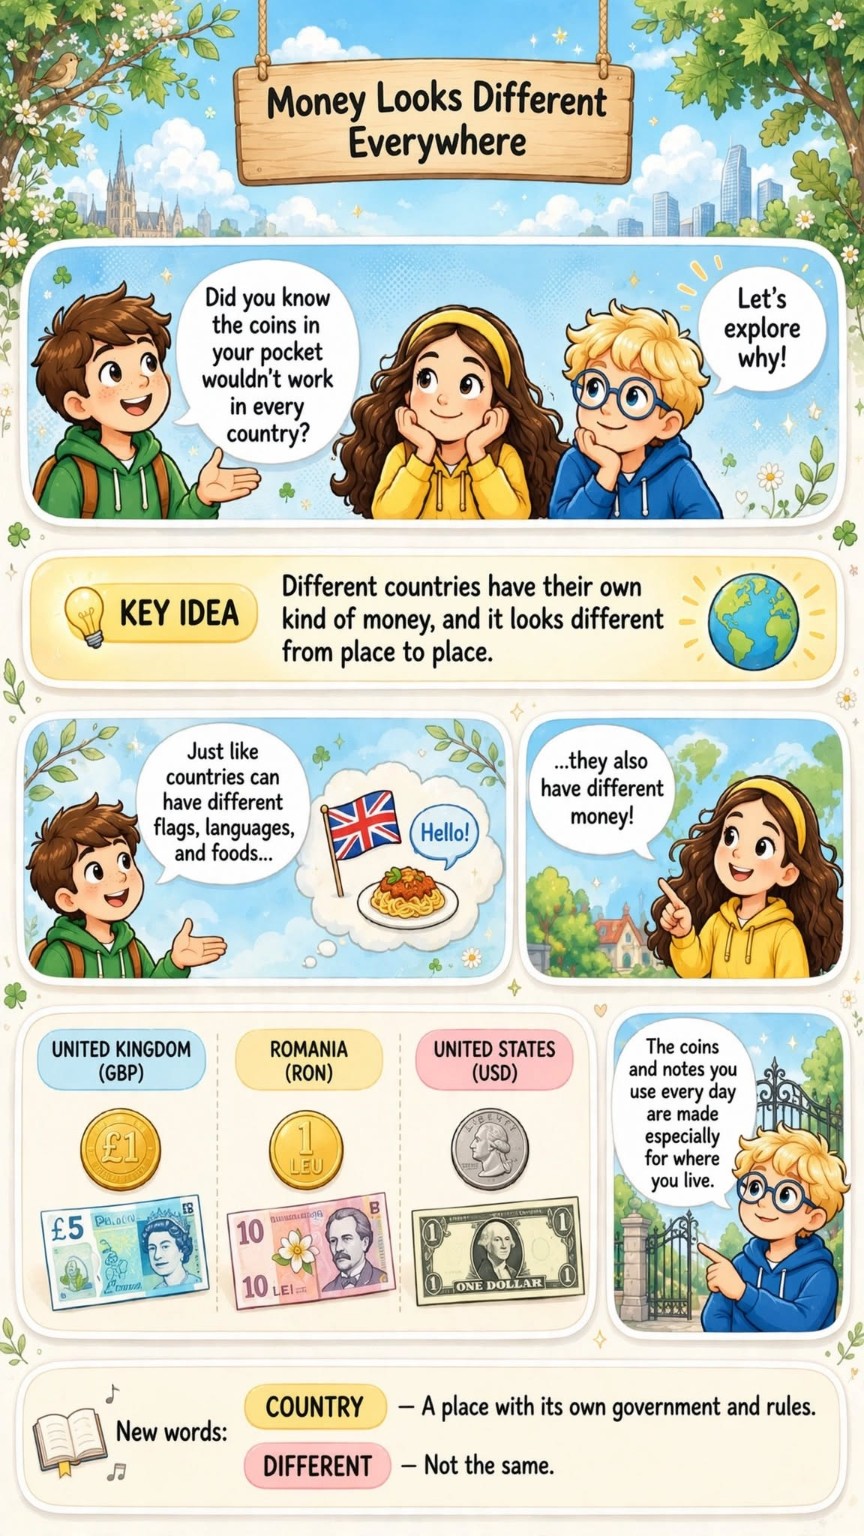 Money Looks Different
Everywhere
Did you know
the coins in
your pocket
wouldn't work
in every
country?
Let's
explore
why!
KEY IDEA
Different countries have their own
kind of money, and it looks different
from place to place.
Just like
countries can
have different
flags, languages,
and foods...
Hello!
...they also
have different
money!
UNITED KINGDOM
(GBP)
£1
£5
ROMANIA
(RON)
1
LEU
10
B
10 LEI
UNITED STATES
(USD)
LIBERTY
1
1
1
1
ONE DOLLAR
The coins
and notes you
use every day
are made
especially
for where
you live.
New words:
COUNTRY
— A place with its own government and rules.
DIFFERENT
— Not the same.